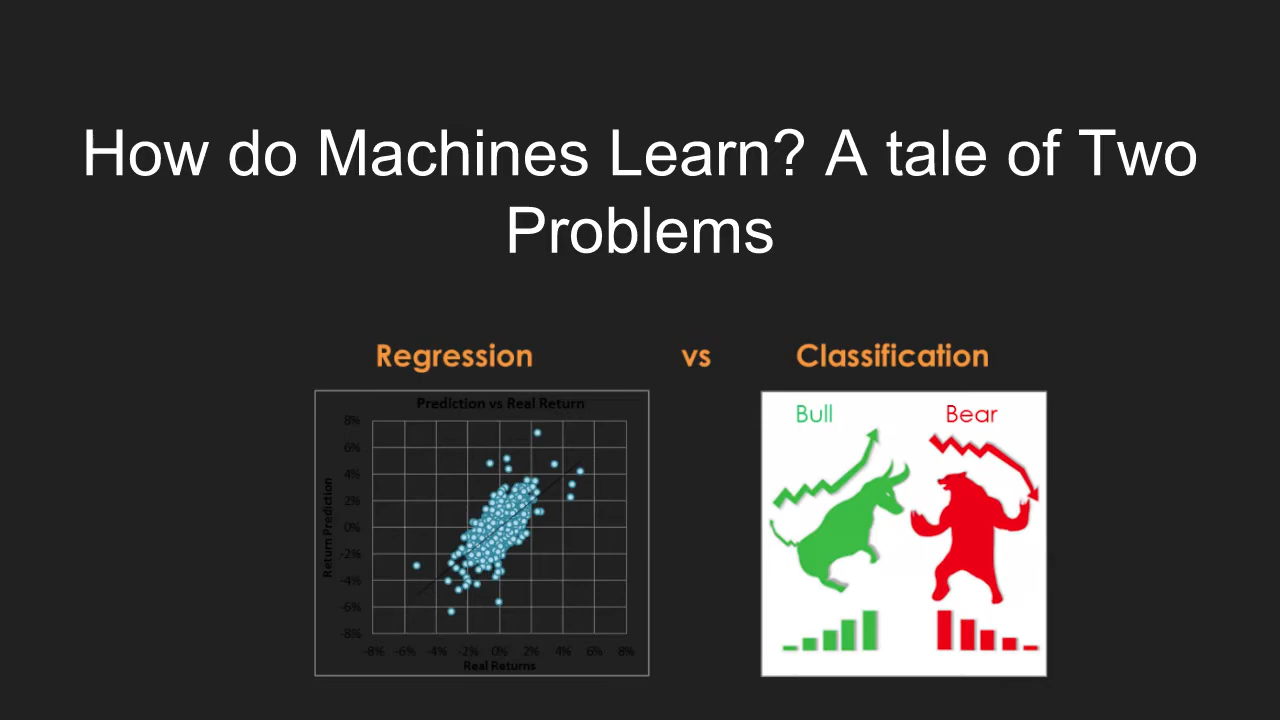 How do Machines Learn? A tale of Two
Problems
Regression vs Classification
Prediction vs Real Return
8%
6%
4%
2%
0%
-2%
-4%
-6%
-8%
Return Prediction
-8% -6% -4% -2% 0% 2% 4% 6% 8%
Real Returns
Bull Bear